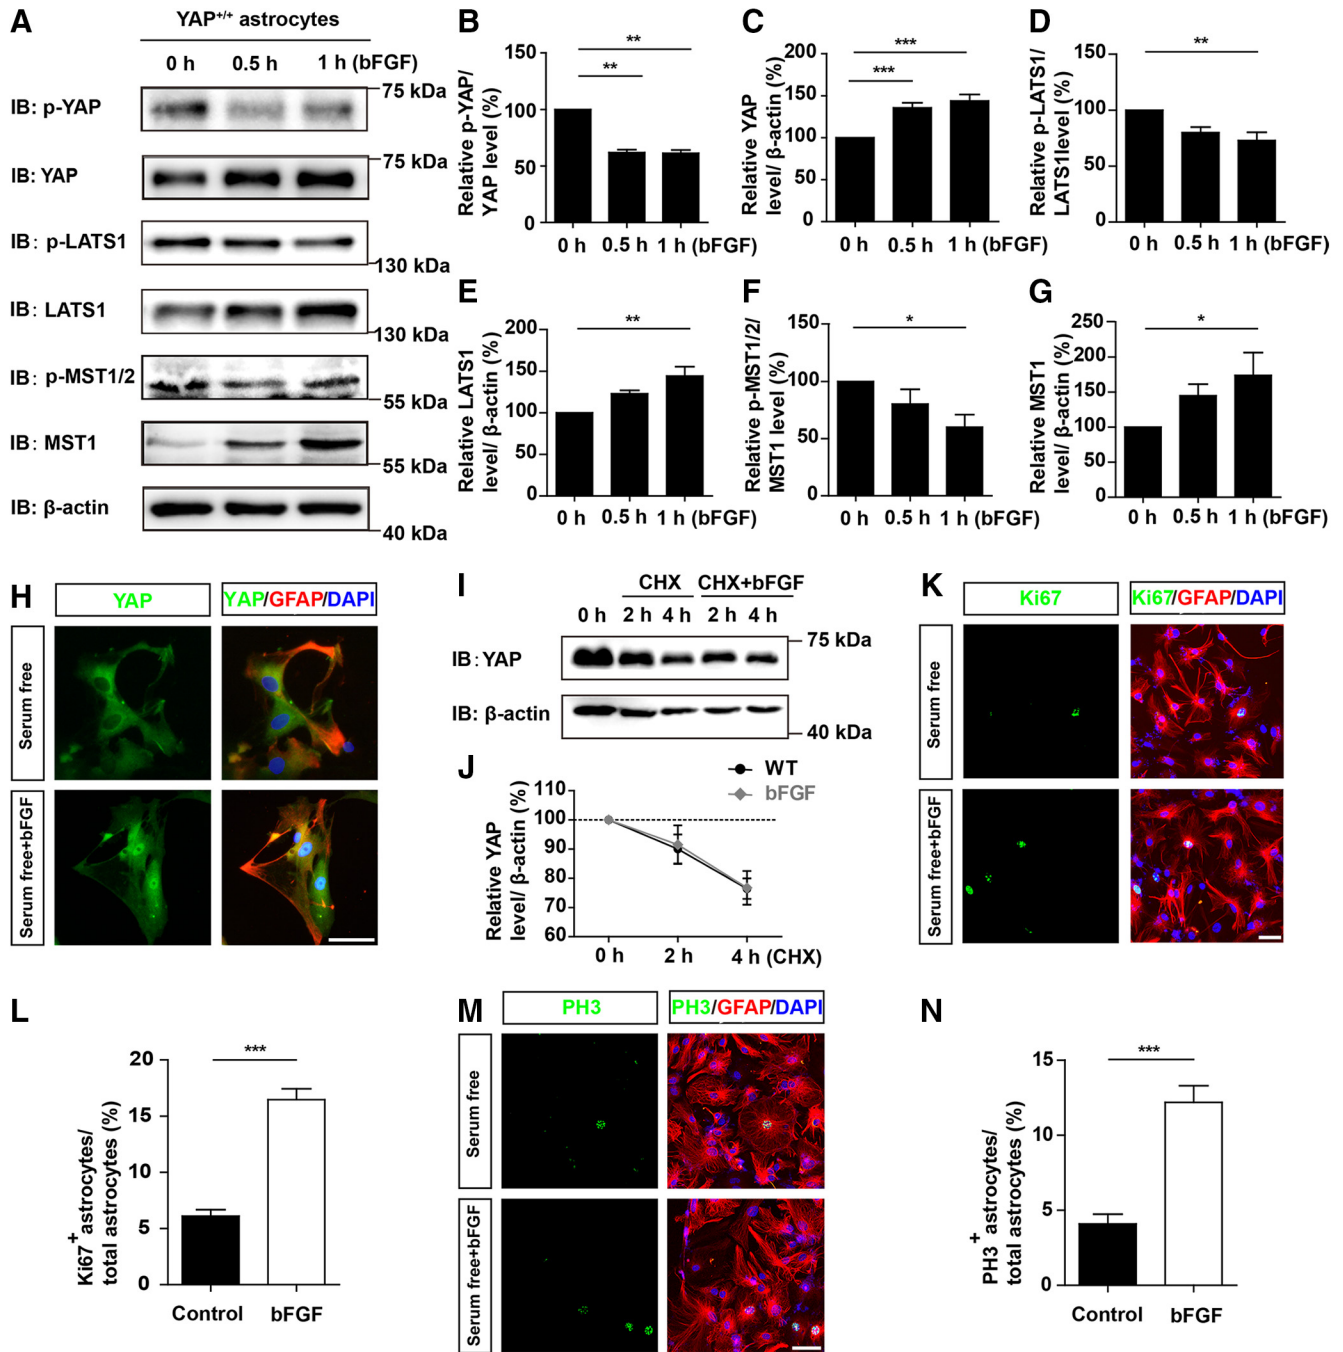 A
YAP+/+ astrocytes
0 h 0.5 h 1 h (bFGF)
IB: p-YAP
75 kDa
IB: YAP
75 kDa
IB: p-LATS1
130 kDa
IB: LATS1
130 kDa
IB: p-MST1/2
55 kDa
IB: MST1
55 kDa
IB: β-actin
40 kDa
B
Relative p-YAP/
YAP level (%)
150
100
50
0
**
**
0 h 0.5 h 1 h (bFGF)
C
Relative YAP
level/ β-actin (%)
200
150
100
50
0
***
***
0 h 0.5 h 1 h (bFGF)
D
Relative p-LATS1/
LATS1level (%)
150
100
50
0
**
0 h 0.5 h 1 h (bFGF)
E
Relative LATS1
level/ β-actin (%)
200
150
100
50
0
**
0 h 0.5 h 1 h (bFGF)
F
Relative p-MST1/2/
MST1 level (%)
150
100
50
0
*
0 h 0.5 h 1 h (bFGF)
G
Relative MST1
level/ β-actin (%)
250
200
150
100
50
0
*
0 h 0.5 h 1 h (bFGF)
H
YAP
YAP/GFAP/DAPI
Serum free
Serum free+bFGF
I
CHX CHX+bFGF
0 h 2 h 4 h 2 h 4 h
IB: YAP
75 kDa
IB: β-actin
40 kDa
J
WT
bFGF
Relative YAP
level/ β-actin (%)
110
100
90
80
70
60
0 h 2 h 4 h (CHX)
K
Ki67
Ki67/GFAP/DAPI
Serum free
Serum free+bFGF
L
Ki67+ astrocytes/
total astrocytes (%)
20
15
10
5
0
***
Control bFGF
M
PH3
PH3/GFAP/DAPI
Serum free
Serum free+bFGF
N
PH3+ astrocytes/
total astrocytes (%)
15
10
5
0
***
Control bFGF